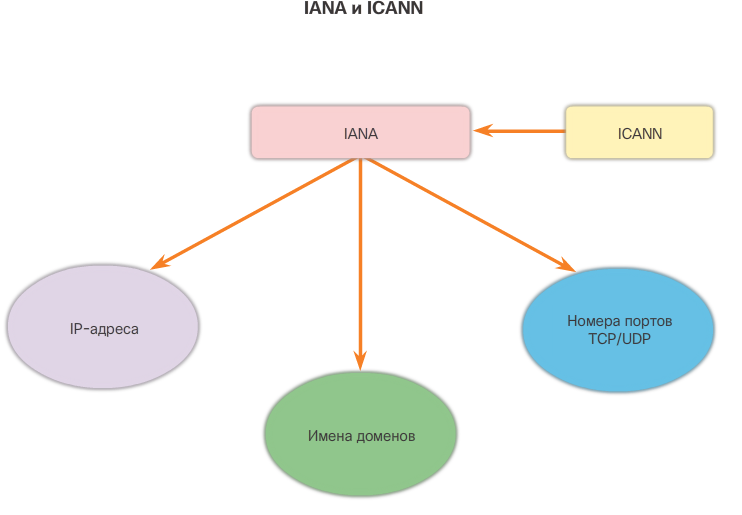 IANA и ICANN
IANA
ICANN
IP-адреса
Номера портов
TCP/UDP
Имена доменов